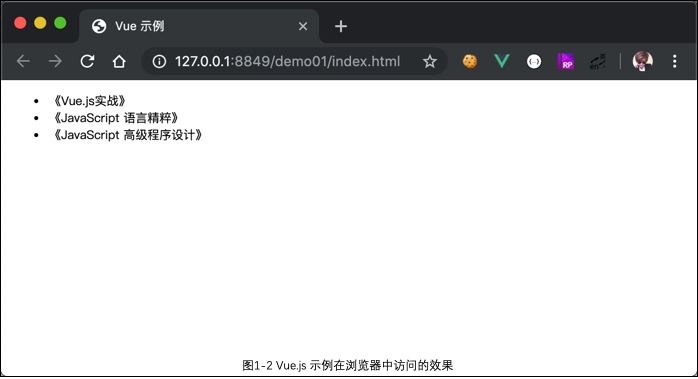 Vue 示例
127.0.0.1:8849/demo01/index.html
RP
《Vue.js实战》
《JavaScript 语言精粹》
《JavaScript 高级程序设计》
图1-2 Vue.js 示例在浏览器中访问的效果